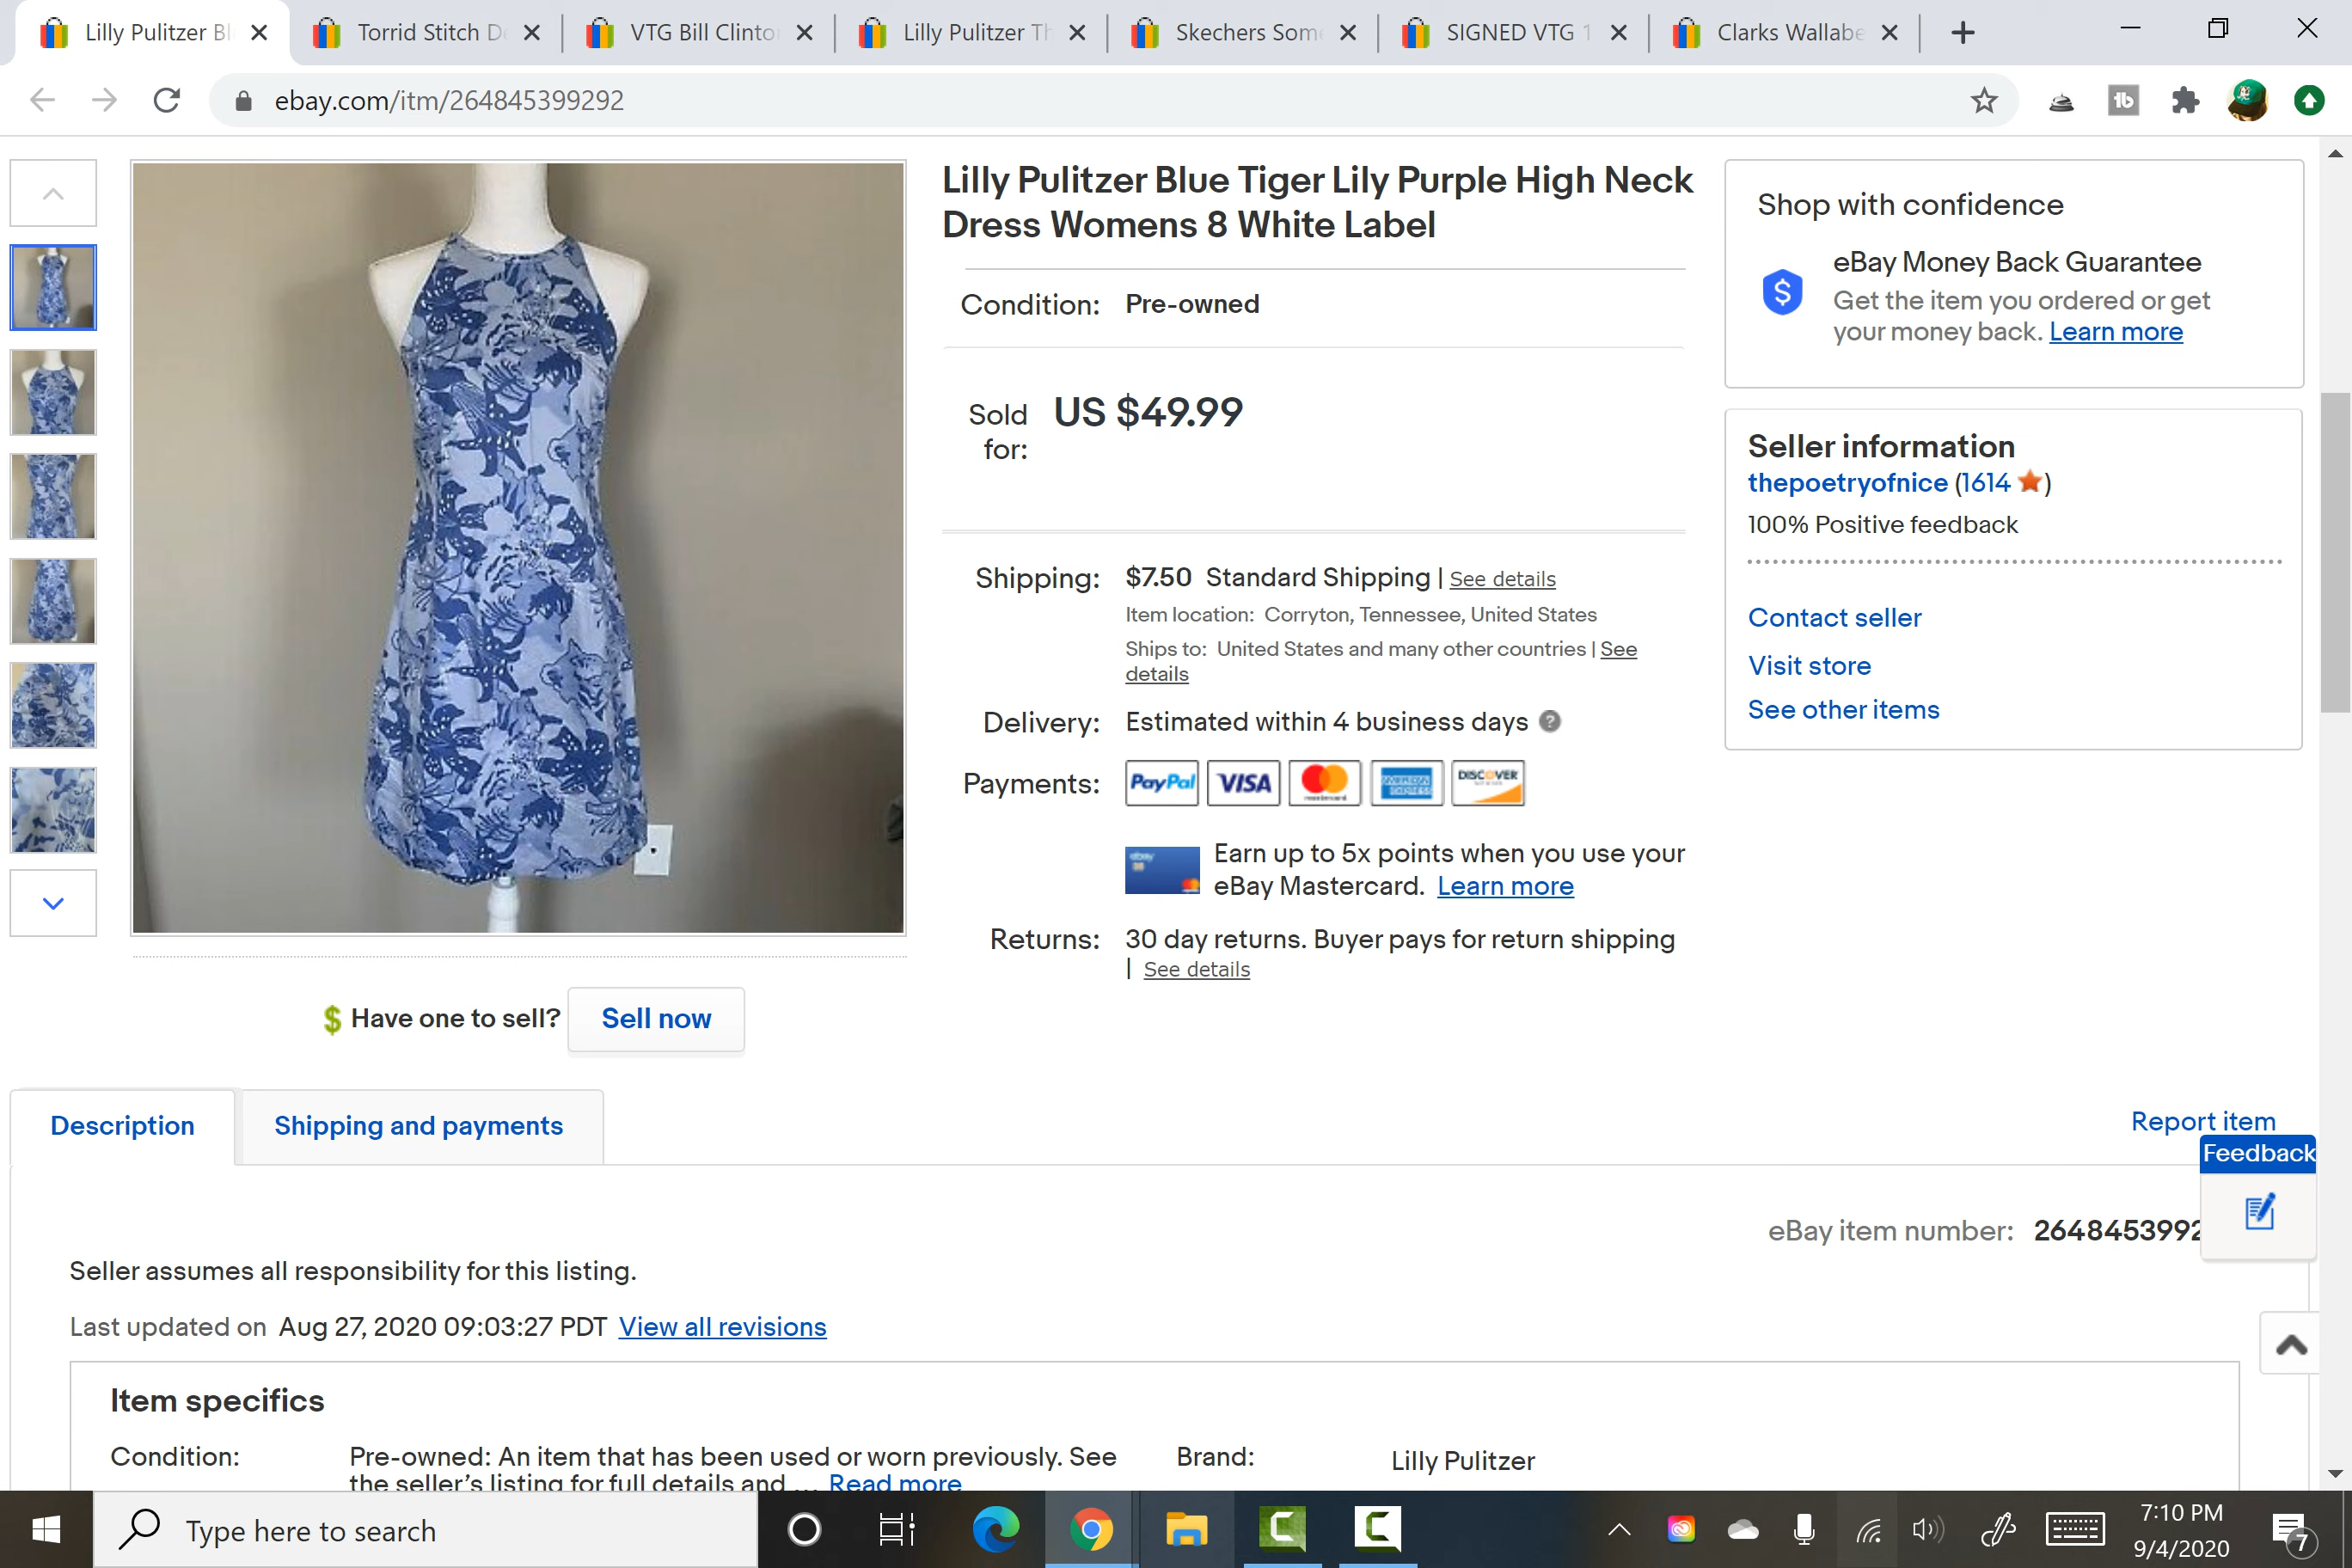 Lilly Pulitzer Bl
Torrid Stitch De
VTG Bill Clinto
Lilly Pulitzer Th
Skechers Som
SIGNED VTG 1
Clarks Wallabe
ebay.com/itm/264845399292
Lilly Pulitzer Blue Tiger Lily Purple High Neck
Dress Womens 8 White Label
Condition: Pre-owned
Sold for: US $49.99
Shipping: $7.50 Standard Shipping | See details
Item location: Corryton, Tennessee, United States
Ships to: United States and many other countries | See
details
Delivery: Estimated within 4 business days ?
Payments: PayPal VISA mastercard AMERICAN EXPRESS DISCOVER
ebay Earn up to 5x points when you use your
eBay Mastercard. Learn more
Returns: 30 day returns. Buyer pays for return shipping
| See details
Shop with confidence
$ eBay Money Back Guarantee
Get the item you ordered or get
your money back. Learn more
Seller information
thepoetryofnice (1614 )
100% Positive feedback
Contact seller
Visit store
See other items
$ Have one to sell? Sell now
Description
Shipping and payments
Report item
Feedback
eBay item number: 2648453992
Seller assumes all responsibility for this listing.
Last updated on Aug 27, 2020 09:03:27 PDT View all revisions
Item specifics
Condition: Pre-owned: An item that has been used or worn previously. See
the seller's listing for full details and ... Read more
Brand: Lilly Pulitzer
Type here to search
7:10 PM
9/4/2020
7